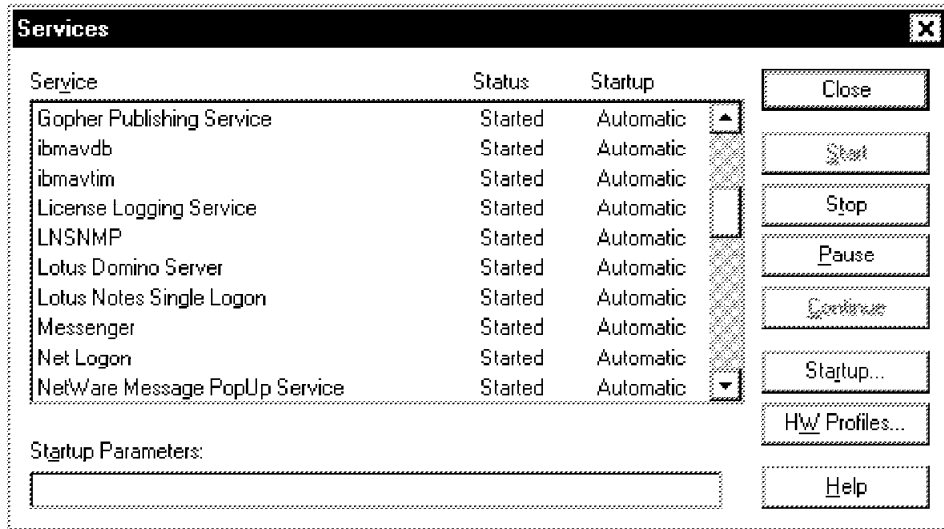 Services
Service Status Startup
Gopher Publishing Service Started Automatic
ibmavdb Started Automatic
ibmavtim Started Automatic
License Logging Service Started Automatic
LNSNMP Started Automatic
Lotus Domino Server Started Automatic
Lotus Notes Single Logon Started Automatic
Messenger Started Automatic
Net Logon Started Automatic
NetWare Message PopUp Service Started Automatic
Startup Parameters:
Close
Start
Stop
Pause
Continue
Startup...
HW Profiles...
Help